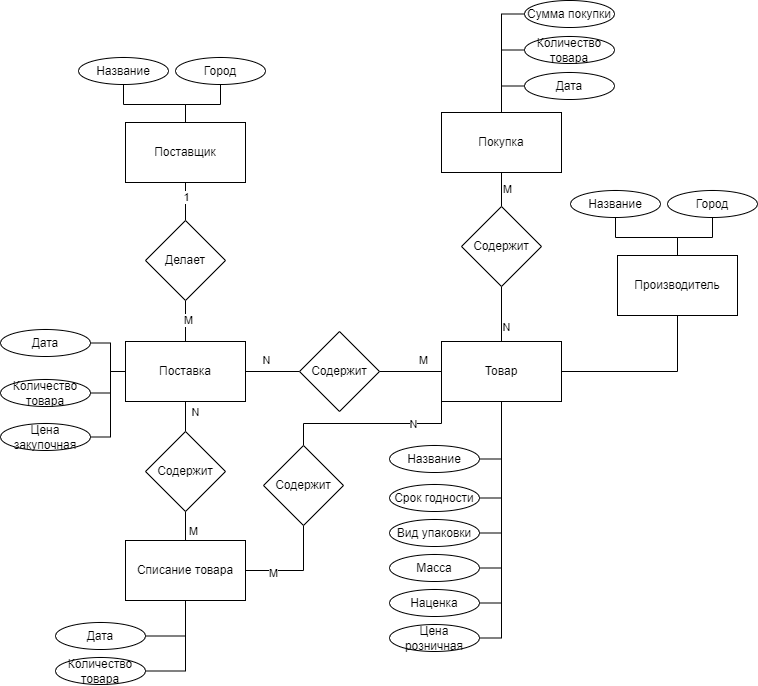 Сумма покупки
Количество
товара
Дата
Название
Город
Поставщик
Покупка
1
M
Название
Город
Делает
Содержит
Производитель
M
N
Дата
Поставка
N
Содержит
M
Товар
Количество
товара
Цена
закупочная
N
N
Содержит
Содержит
Название
Срок годности
Вид упаковки
M
Списание товара
M
Масса
Наценка
Дата
Цена
розничная
Количество
товара